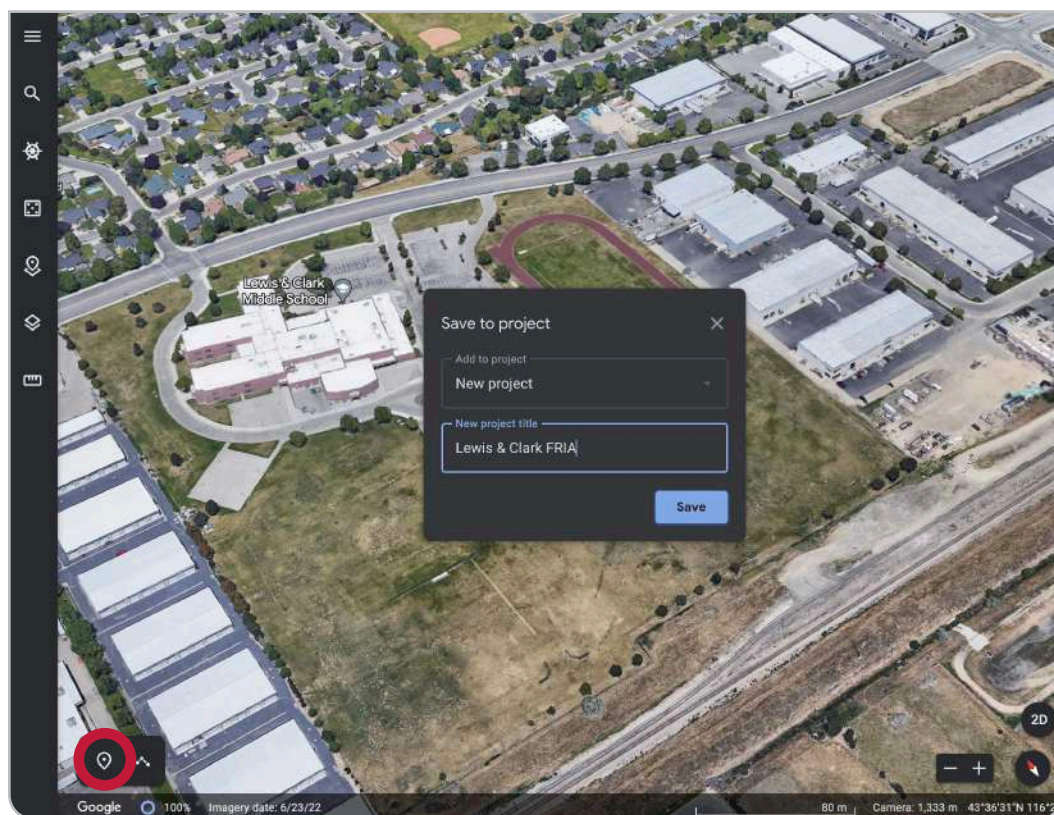 Lewis & Clark
Middle School
Save to project
Add to project
New project
New project title
Lewis & Clark FRIA
Save
2D
Google
100%
Imagery date: 6/23/22
80 m
Camera: 1,333 m
43°36'31"N 116°2